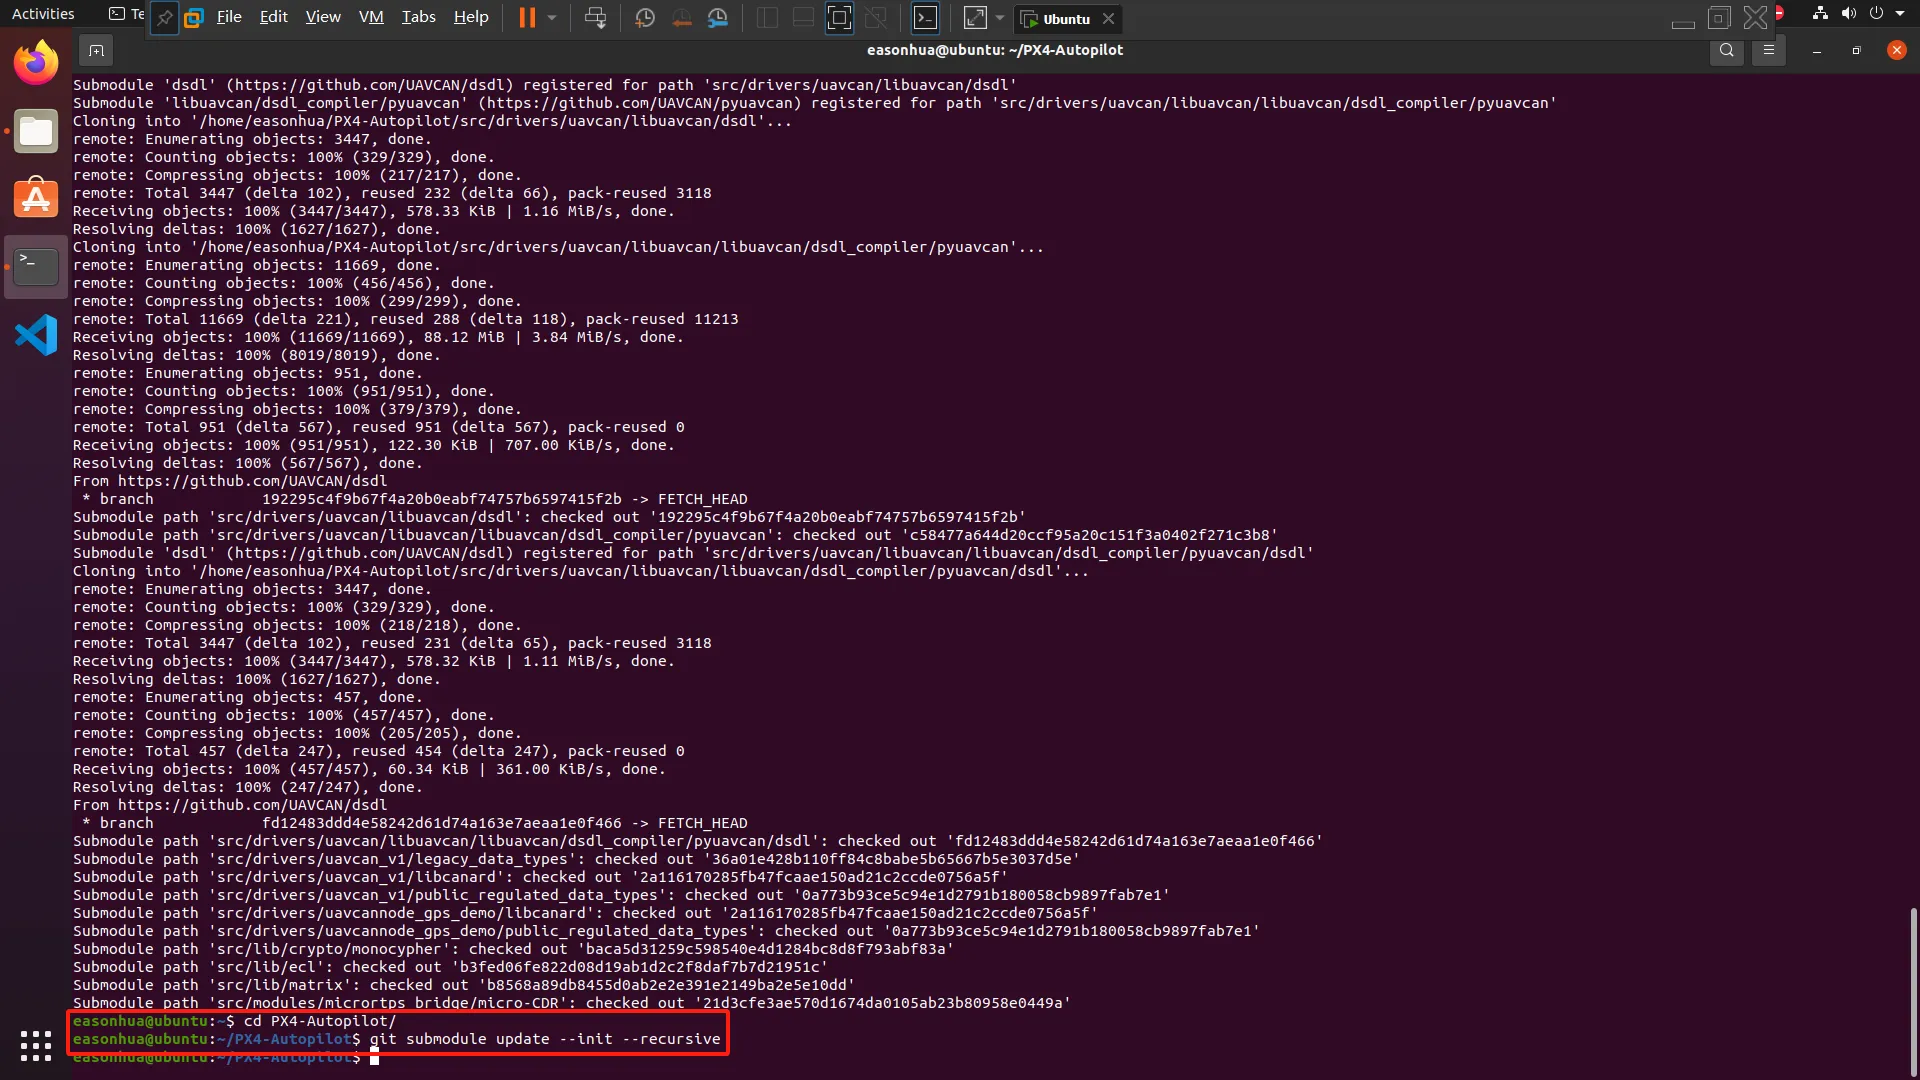 Activities
Te
File Edit View VM Tabs Help
Ubuntu
easonhua@ubuntu: ~/PX4-Autopilot
Submodule 'dsdl' (https://github.com/UAVCAN/dsdl) registered for path 'src/drivers/uavcan/libuavcan/dsdl'
Submodule 'libuavcan/dsdl_compiler/pyuavcan' (https://github.com/UAVCAN/pyuavcan) registered for path 'src/drivers/uavcan/libuavcan/libuavcan/dsdl_compiler/pyuavcan'
Cloning into '/home/easonhua/PX4-Autopilot/src/drivers/uavcan/libuavcan/dsdl'...
remote: Enumerating objects: 3447, done.
remote: Counting objects: 100% (329/329), done.
remote: Compressing objects: 100% (217/217), done.
remote: Total 3447 (delta 102), reused 232 (delta 66), pack-reused 3118
Receiving objects: 100% (3447/3447), 578.33 KiB | 1.16 MiB/s, done.
Resolving deltas: 100% (1627/1627), done.
Cloning into '/home/easonhua/PX4-Autopilot/src/drivers/uavcan/libuavcan/libuavcan/dsdl_compiler/pyuavcan'...
remote: Enumerating objects: 11669, done.
remote: Counting objects: 100% (456/456), done.
remote: Compressing objects: 100% (299/299), done.
remote: Total 11669 (delta 221), reused 288 (delta 118), pack-reused 11213
Receiving objects: 100% (11669/11669), 88.12 MiB | 3.84 MiB/s, done.
Resolving deltas: 100% (8019/8019), done.
remote: Enumerating objects: 951, done.
remote: Counting objects: 100% (951/951), done.
remote: Compressing objects: 100% (379/379), done.
remote: Total 951 (delta 567), reused 951 (delta 567), pack-reused 0
Receiving objects: 100% (951/951), 122.30 KiB | 707.00 KiB/s, done.
Resolving deltas: 100% (567/567), done.
From https://github.com/UAVCAN/dsdl
 * branch            192295c4f9b67f4a20b0eabf74757b6597415f2b -> FETCH_HEAD
Submodule path 'src/drivers/uavcan/libuavcan/dsdl': checked out '192295c4f9b67f4a20b0eabf74757b6597415f2b'
Submodule path 'src/drivers/uavcan/libuavcan/libuavcan/dsdl_compiler/pyuavcan': checked out 'c58477a644d20ccf95a20c151f3a0402f271c3b8'
Submodule 'dsdl' (https://github.com/UAVCAN/dsdl) registered for path 'src/drivers/uavcan/libuavcan/libuavcan/dsdl_compiler/pyuavcan/dsdl'
Cloning into '/home/easonhua/PX4-Autopilot/src/drivers/uavcan/libuavcan/libuavcan/dsdl_compiler/pyuavcan/dsdl'...
remote: Enumerating objects: 3447, done.
remote: Counting objects: 100% (329/329), done.
remote: Compressing objects: 100% (218/218), done.
remote: Total 3447 (delta 102), reused 231 (delta 65), pack-reused 3118
Receiving objects: 100% (3447/3447), 578.32 KiB | 1.11 MiB/s, done.
Resolving deltas: 100% (1627/1627), done.
remote: Enumerating objects: 457, done.
remote: Counting objects: 100% (457/457), done.
remote: Compressing objects: 100% (205/205), done.
remote: Total 457 (delta 247), reused 454 (delta 247), pack-reused 0
Receiving objects: 100% (457/457), 60.34 KiB | 361.00 KiB/s, done.
Resolving deltas: 100% (247/247), done.
From https://github.com/UAVCAN/dsdl
 * branch            fd12483ddd4e58242d61d74a163e7aeaa1e0f466 -> FETCH_HEAD
Submodule path 'src/drivers/uavcan/libuavcan/libuavcan/dsdl_compiler/pyuavcan/dsdl': checked out 'fd12483ddd4e58242d61d74a163e7aeaa1e0f466'
Submodule path 'src/drivers/uavcan_v1/legacy_data_types': checked out '36a01e428b110ff84c8babe5b65667b5e3037d5e'
Submodule path 'src/drivers/uavcan_v1/libcanard': checked out '2a116170285fb47fcaae150ad21c2ccde0756a5f'
Submodule path 'src/drivers/uavcan_v1/public_regulated_data_types': checked out '0a773b93ce5c94e1d2791b180058cb9897fab7e1'
Submodule path 'src/drivers/uavcannode_gps_demo/libcanard': checked out '2a116170285fb47fcaae150ad21c2ccde0756a5f'
Submodule path 'src/drivers/uavcannode_gps_demo/public_regulated_data_types': checked out '0a773b93ce5c94e1d2791b180058cb9897fab7e1'
Submodule path 'src/lib/crypto/monocypher': checked out 'baca5d31259c598540e4d1284bc8d8f793abf83a'
Submodule path 'src/lib/ecl': checked out 'b3fed06fe822d08d19ab1d2c2f8daf7b7d21951c'
Submodule path 'src/lib/matrix': checked out 'b8568a89db8455d0ab2e2e391e2149ba2e5e10dd'
Submodule path 'src/modules/micrortps_bridge/micro-CDR': checked out '21d3cfe3ae570d1674da0105ab23b80958e0449a'
easonhua@ubuntu:~$ cd PX4-Autopilot/
easonhua@ubuntu:~/PX4-Autopilot$ git submodule update --init --recursive
easonhua@ubuntu:~/PX4-Autopilot$